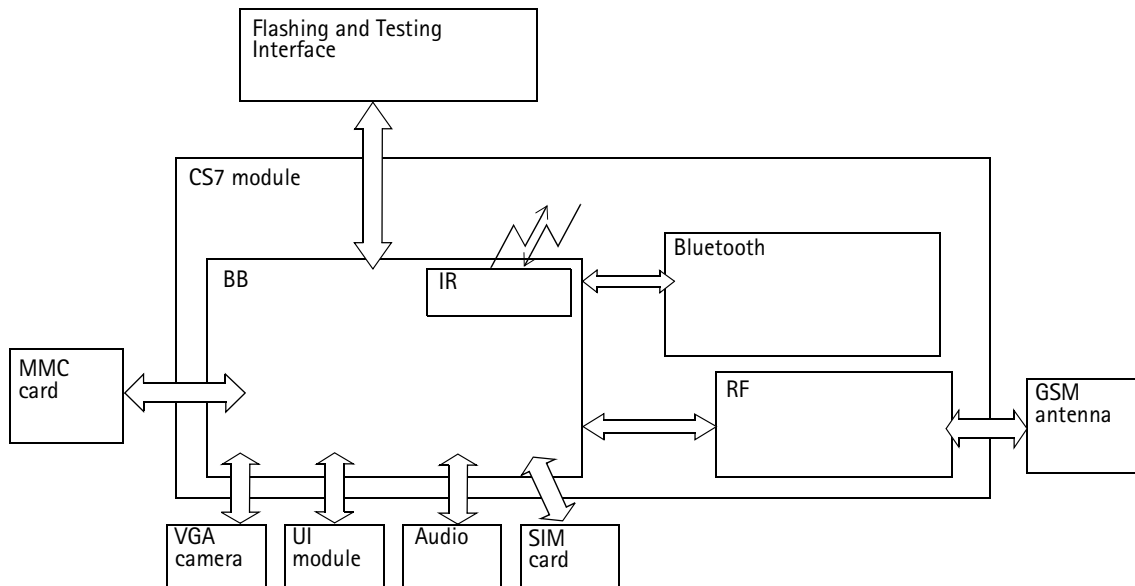 Flashing and Testing
Interface
CS7 module
Bluetooth
BB
IR
MMC
card
RF
GSM
antenna
VGA
camera
UI
module
Audio
SIM
card